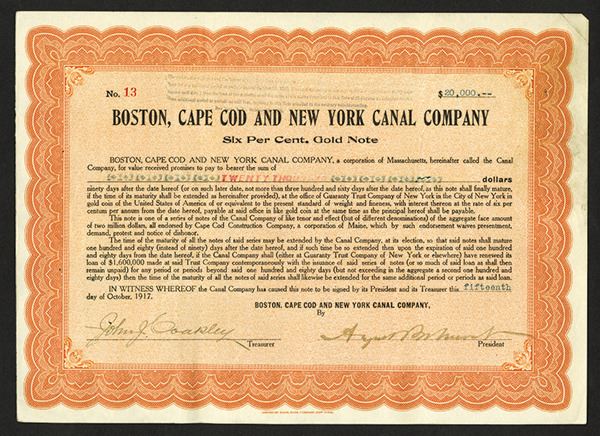 No. 13
$20,000.--
BOSTON, CAPE COD AND NEW YORK CANAL COMPANY
Six Per Cent. Gold Note
BOSTON, CAPE COD AND NEW YORK CANAL COMPANY, a corporation of Massachusetts, hereinafter called the Canal
Company, for value received promises to pay to bearer the sum of
TWENTY THOUSAND dollars
ninety days after the date hereof (or on such later date, not more than three hundred and sixty days after the date hereof, as this note shall finally mature,
if the time of its maturity shall be extended as hereinafter provided), at the office of Guaranty Trust Company of New York in the City of New York in
gold coin of the United States of America of or equivalent to the present standard of weight and fineness, with interest thereon at the rate of six per
centum per annum from the date hereof, payable at said office in like gold coin at the same time as the principal hereof shall be payable.
This note is one of a series of notes of the Canal Company of like tenor and effect (but of different denominations) of the aggregate face amount
of two million dollars, all endorsed by Cape Cod Construction Company, a corporation of Maine, which by such endorsement waives presentment,
demand, protest and notice of dishonor.
The time of the maturity of all the notes of said series may be extended by the Canal Company, at its election, so that said notes shall mature
one hundred and eighty (instead of ninety) days after the date hereof, and if such time be so extended then upon the expiration of said one hundred
and eighty days from the date hereof, if the Canal Company shall (either at Guaranty Trust Company of New York or elsewhere) have renewed its
loan of $1,600,000 made at said Trust Company contemporaneously with the issuance of said series of notes (or so much of said loan as shall then
remain unpaid) for any period or periods beyond said one hundred and eighty days (but not exceeding in the aggregate a second one hundred and
eighty days) then the time of the maturity of all the notes of said series shall likewise be extended for the same additional period or periods as said loan.
IN WITNESS WHEREOF the Canal Company has caused this note to be signed by its President and its Treasurer this fifteenth
day of October, 1917.
BOSTON, CAPE COD AND NEW YORK CANAL COMPANY,
By
John J. Coakley
August Belmont
Treasurer
President